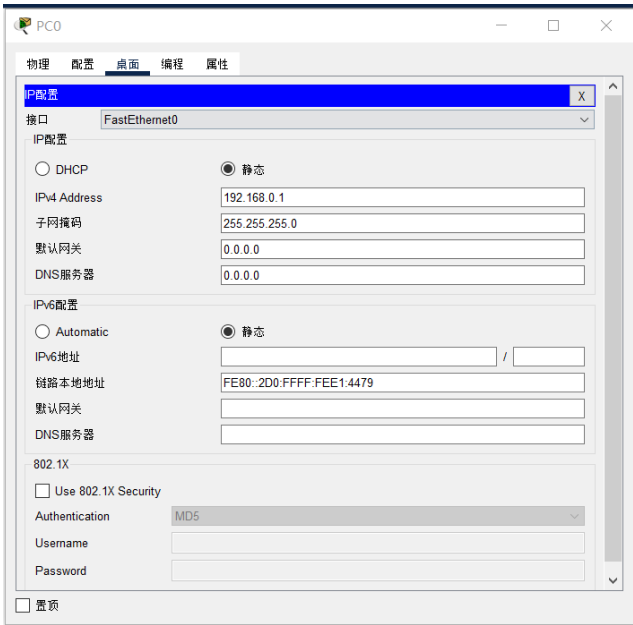 PC0
物理 配置 桌面 编程 属性
IP配置 X
接口 FastEthernet0
IP配置
DHCP 静态
IPv4 Address 192.168.0.1
子网掩码 255.255.255.0
默认网关 0.0.0.0
DNS服务器 0.0.0.0
IPv6配置
Automatic 静态
IPv6地址 /
链路本地地址 FE80::2D0:FFFF:FEE1:4479
默认网关
DNS服务器
802.1X
Use 802.1X Security
Authentication MD5
Username
Password
置顶